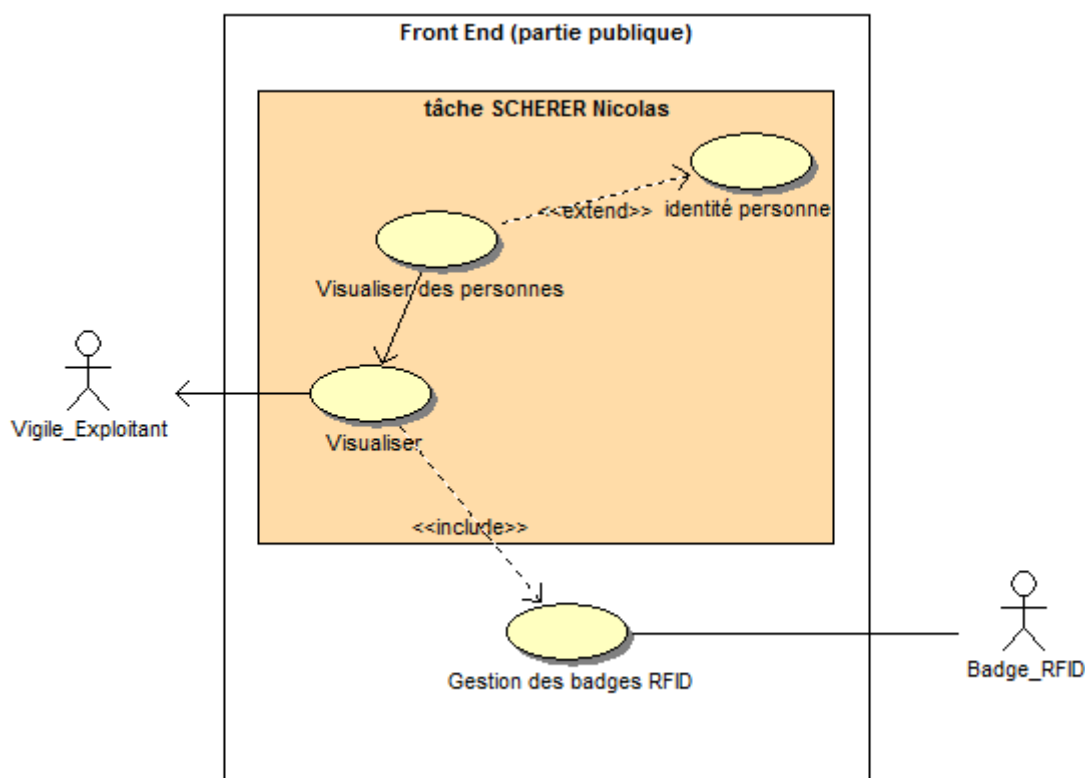 Front End (partie publique)
tâche SCHERER Nicolas
<<extend>>
identité personne
Visualiser des personnes
Vigile_Exploitant
Visualiser
<<include>>
Badge_RFID
Gestion des badges RFID